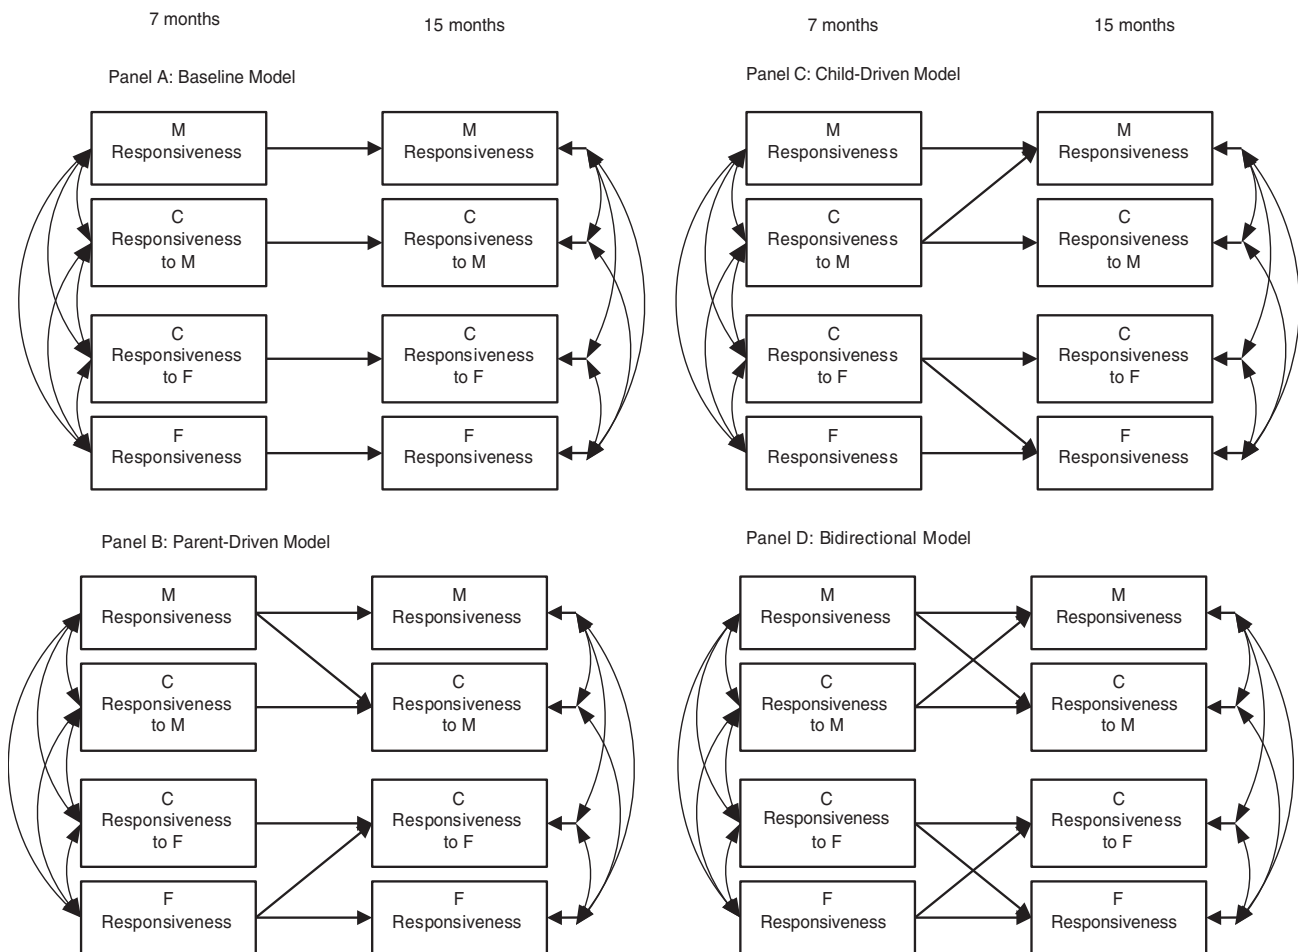 7 months
15 months
Panel A: Baseline Model
M
Responsiveness
M
Responsiveness
C
Responsiveness
to M
C
Responsiveness
to M
C
Responsiveness
to F
C
Responsiveness
to F
F
Responsiveness
F
Responsiveness
Panel B: Parent-Driven Model
M
Responsiveness
M
Responsiveness
C
Responsiveness
to M
C
Responsiveness
to M
C
Responsiveness
to F
C
Responsiveness
to F
F
Responsiveness
F
Responsiveness
7 months
15 months
Panel C: Child-Driven Model
M
Responsiveness
M
Responsiveness
C
Responsiveness
to M
C
Responsiveness
to M
C
Responsiveness
to F
C
Responsiveness
to F
F
Responsiveness
F
Responsiveness
Panel D: Bidirectional Model
M
Responsiveness
M
Responsiveness
C
Responsiveness
to M
C
Responsiveness
to M
C
Responsiveness
to F
C
Responsiveness
to F
F
Responsiveness
F
Responsiveness